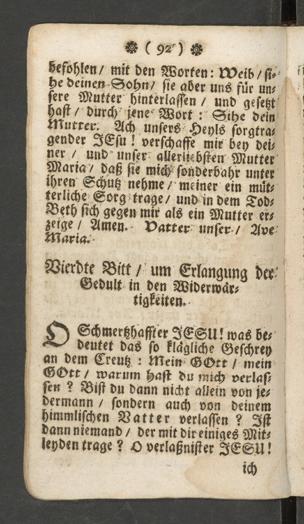 ❋ ( 92 ) ❋
befohlen / mit den Worten: Weib / si-
he deinen Sohn / sie aber uns für un-
sere Mutter hinterlassen / und gesetzt
hast / durch jene Wort : Sihe dein
Mutter. Ach unsers Heyls sorgtra-
gender JEsu ! verschaffe mir bey dei-
ner / und unser allerliebsten Mutter
Maria / daß sie mich sonderbahr unter
ihren Schutz nehme / meiner ein müt-
terliche Sorg trage / und in dem Tod-
Beth sich gegen mir als ein Mutter er-
zeige / Amen. Vatter unser / Ave
Maria.
Vierdte Bitt / um Erlangung der
Gedult in den Widerwär-
tigkeiten.
O Schmertzhaffter JESU! was be-
deutet das so klägliche Geschrey
an dem Creutz : Mein GOtt / mein
GOtt / warum hast du mich verlas-
sen ? Bist du dann nicht allein von je-
dermann / sondern auch von deinem
himmlischen Vatter verlassen ? Ist
dann niemand / der mit dir einiges Mit-
leyden trage ? O verlaßnister JESU !
ich